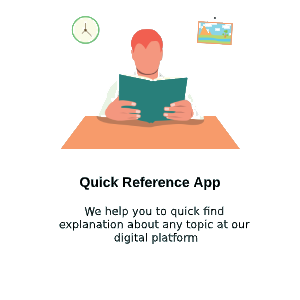 Quick Reference App
We help you to quick find
explanation about any topic at our
digital platform